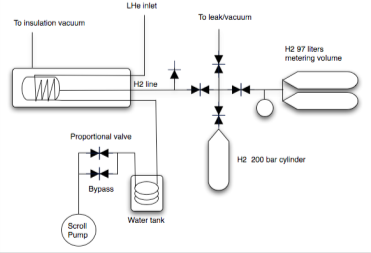 LHe inlet
To insulation vacuum
To leak/vacuum
H2 97 liters
metering volume
H2 line
Proportional valve
H2 200 bar cylinder
Bypass
Water tank
Scroll
Pump